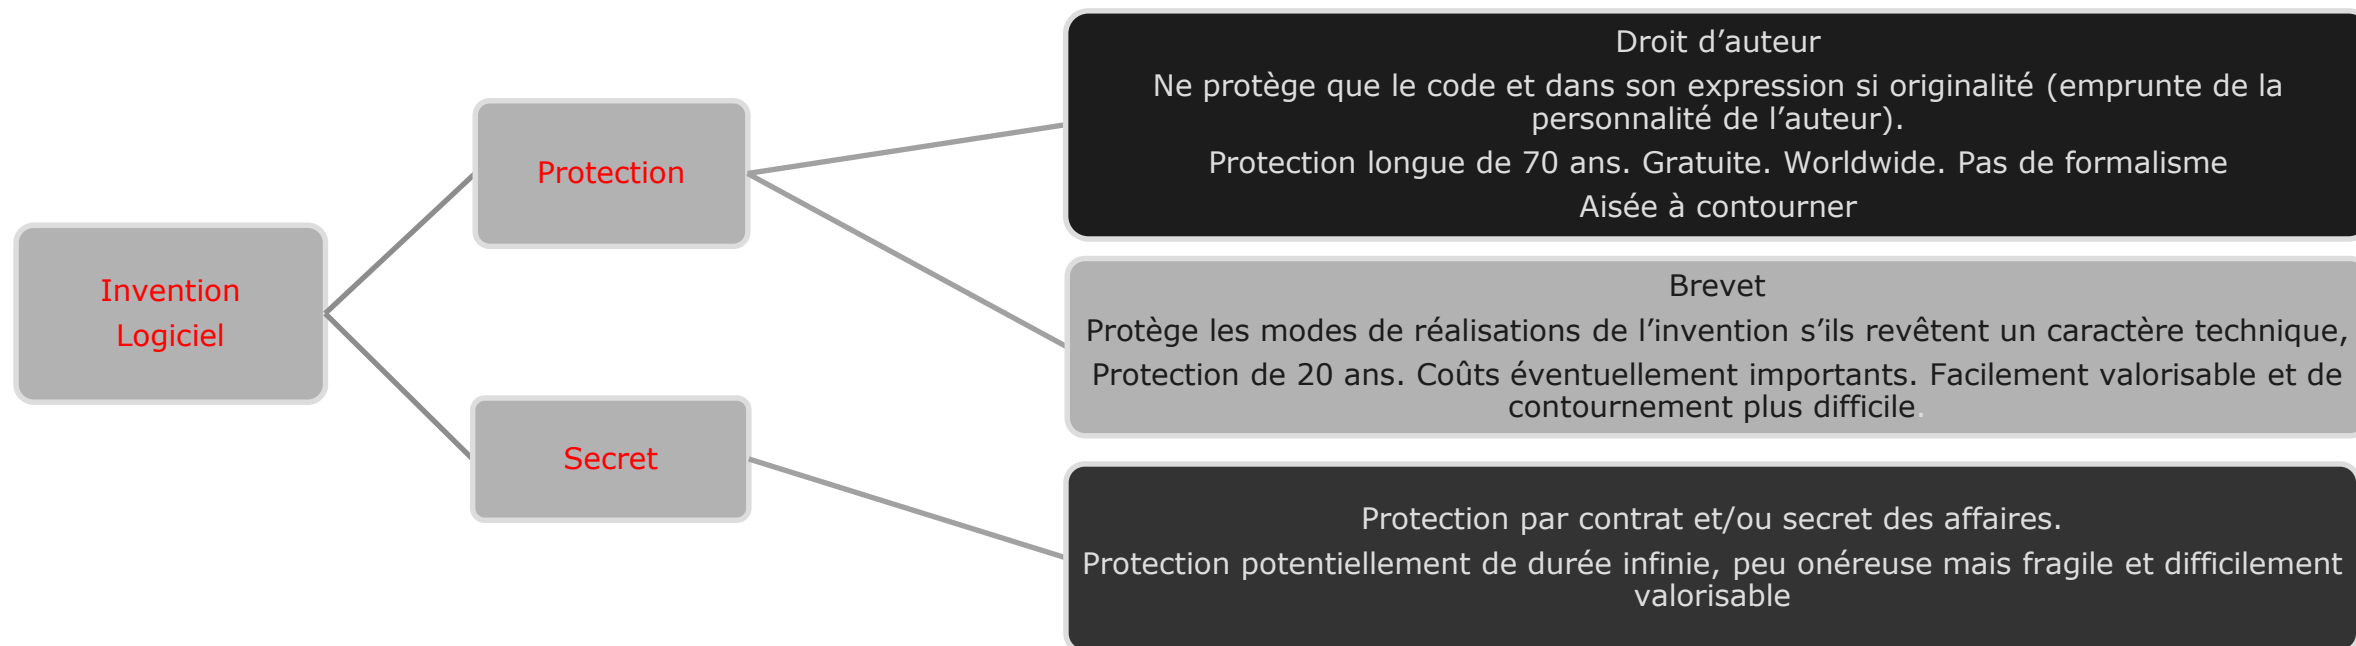 Invention
Logiciel
Protection
Secret
Droit d’auteur
Ne protège que le code et dans son expression si originalité (emprunte de la
personnalité de l’auteur).
Protection longue de 70 ans. Gratuite. Worldwide. Pas de formalisme
Aisée à contourner
Brevet
Protège les modes de réalisations de l’invention s’ils revêtent un caractère technique,
Protection de 20 ans. Coûts éventuellement importants. Facilement valorisable et de
contournement plus difficile.
Protection par contrat et/ou secret des affaires.
Protection potentiellement de durée infinie, peu onéreuse mais fragile et difficilement
valorisable